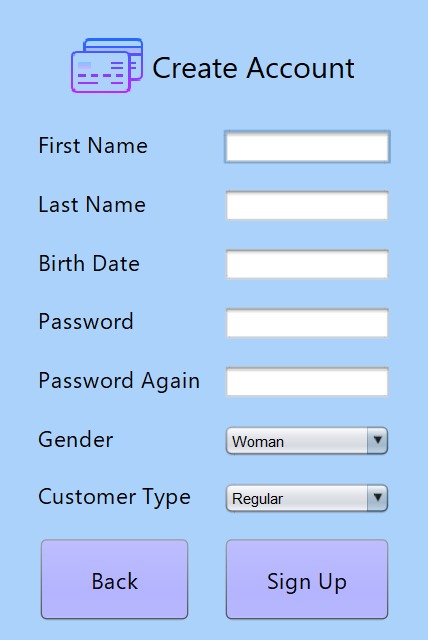 Create Account
First Name
Last Name
Birth Date
Password
Password Again
Gender Woman
Customer Type Regular
Back Sign Up